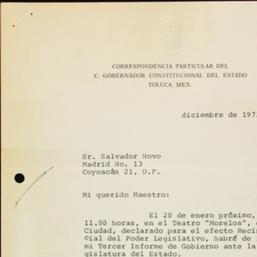 CORRESPONDENCIA PARTICULAR DEL
C. GOBERNADOR CONSTITUCIONAL DEL ESTADO
TOLUCA, MEX.
diciembre de 197
Sr. Salvador Novo
Madrid No. 13
Coyoacán 21, D.F.
Mi querido Maestro:
El 20 de enero próximo,
11.00 horas, en el Teatro "Morelos",
Ciudad, declarado para el efecto Reci
cial del Poder Legislativo, habré de
mi Tercer Informe de Gobierno ante la
gislatura del Estado.